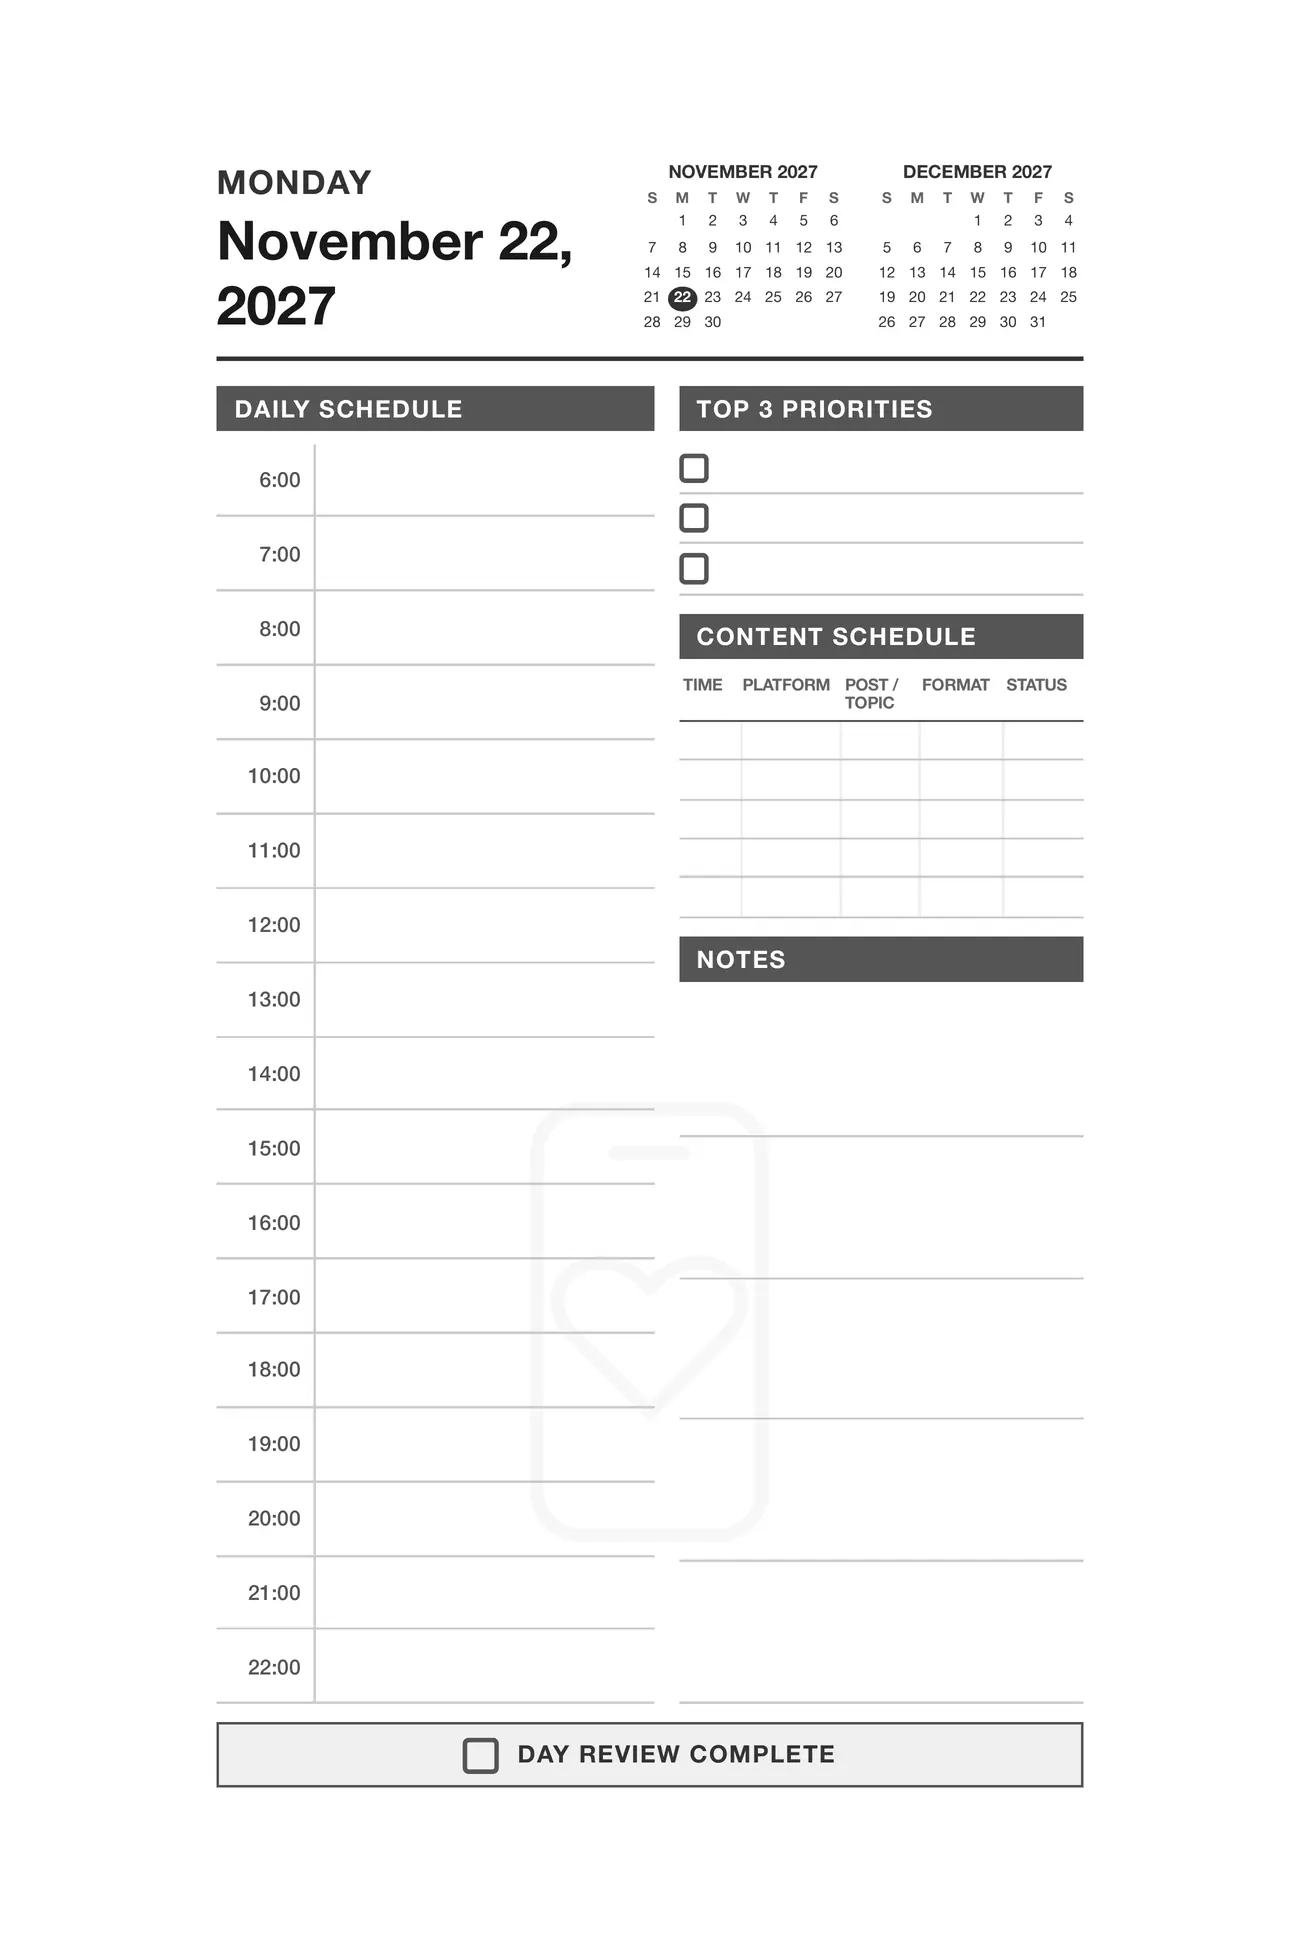 MONDAY
November 22,
2027
NOVEMBER 2027
S M T W T F S
1 2 3 4 5 6
7 8 9 10 11 12 13
14 15 16 17 18 19 20
21 22 23 24 25 26 27
28 29 30
DECEMBER 2027
S M T W T F S
1 2 3 4
5 6 7 8 9 10 11
12 13 14 15 16 17 18
19 20 21 22 23 24 25
26 27 28 29 30 31
DAILY SCHEDULE
6:00
7:00
8:00
9:00
10:00
11:00
12:00
13:00
14:00
15:00
16:00
17:00
18:00
19:00
20:00
21:00
22:00
TOP 3 PRIORITIES
CONTENT SCHEDULE
TIME PLATFORM POST / FORMAT STATUS
TOPIC
NOTES
DAY REVIEW COMPLETE